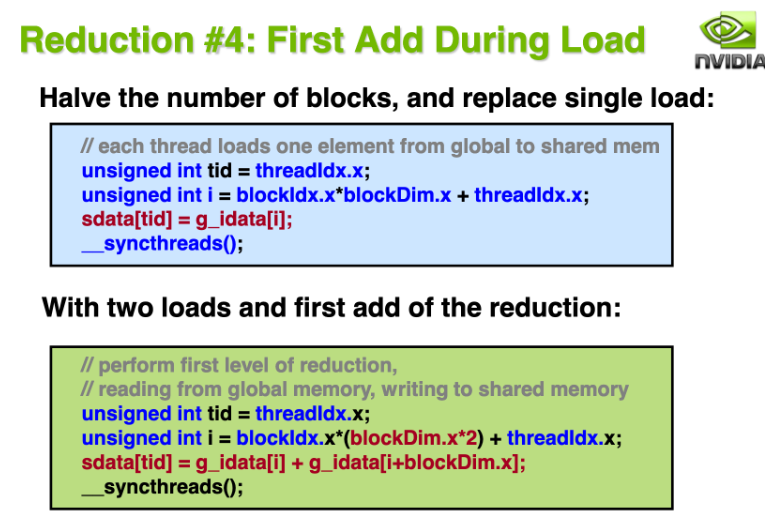 Reduction #4: First Add During Load
NVIDIA
Halve the number of blocks, and replace single load:
// each thread loads one element from global to shared mem
unsigned int tid = threadIdx.x;
unsigned int i = blockIdx.x*blockDim.x + threadIdx.x;
sdata[tid] = g_idata[i];
__syncthreads();
With two loads and first add of the reduction:
// perform first level of reduction,
// reading from global memory, writing to shared memory
unsigned int tid = threadIdx.x;
unsigned int i = blockIdx.x*(blockDim.x*2) + threadIdx.x;
sdata[tid] = g_idata[i] + g_idata[i+blockDim.x];
__syncthreads();